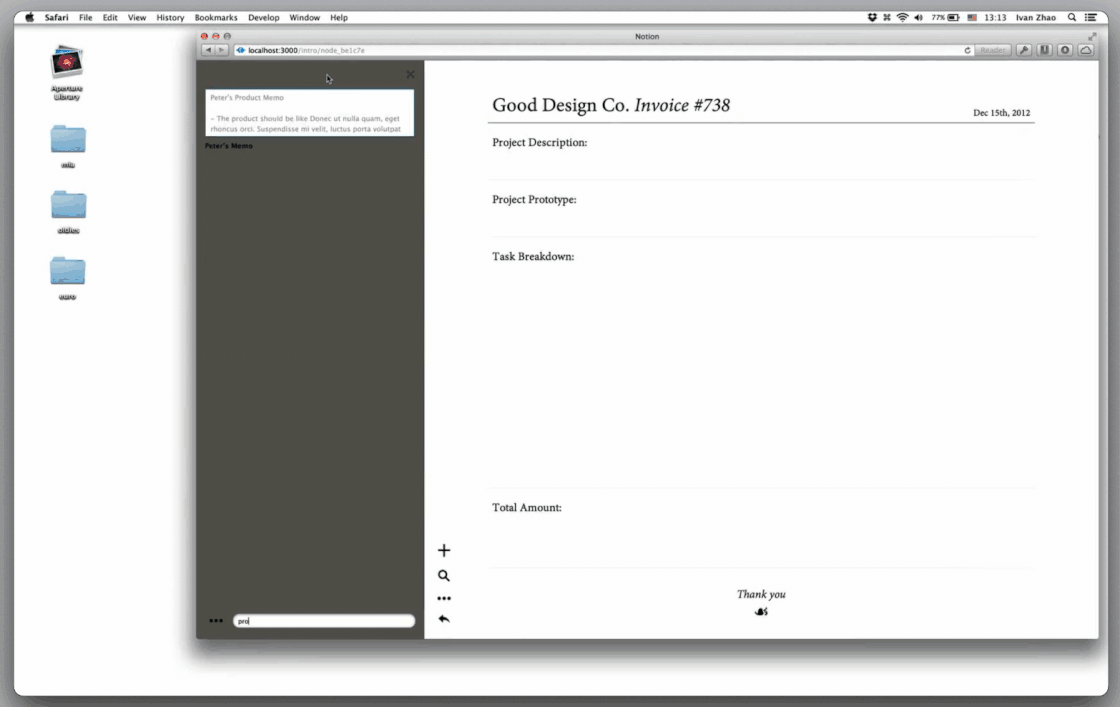 Safari File Edit View History Bookmarks Develop Window Help 77% 13:13 Ivan Zhao
Notion
localhost:3000/intro/node_be1c7e
Reader
Aperture
Library
mia
oldies
euro
Peter's Product Memo
– The product should be like Donec ut nulla quam, eget
rhoncus orci. Suspendisse mi velit, luctus porta volutpat
Peter's Memo
pro
Good Design Co. Invoice #738
Dec 15th, 2012
Project Description:
Project Prototype:
Task Breakdown:
Total Amount:
Thank you